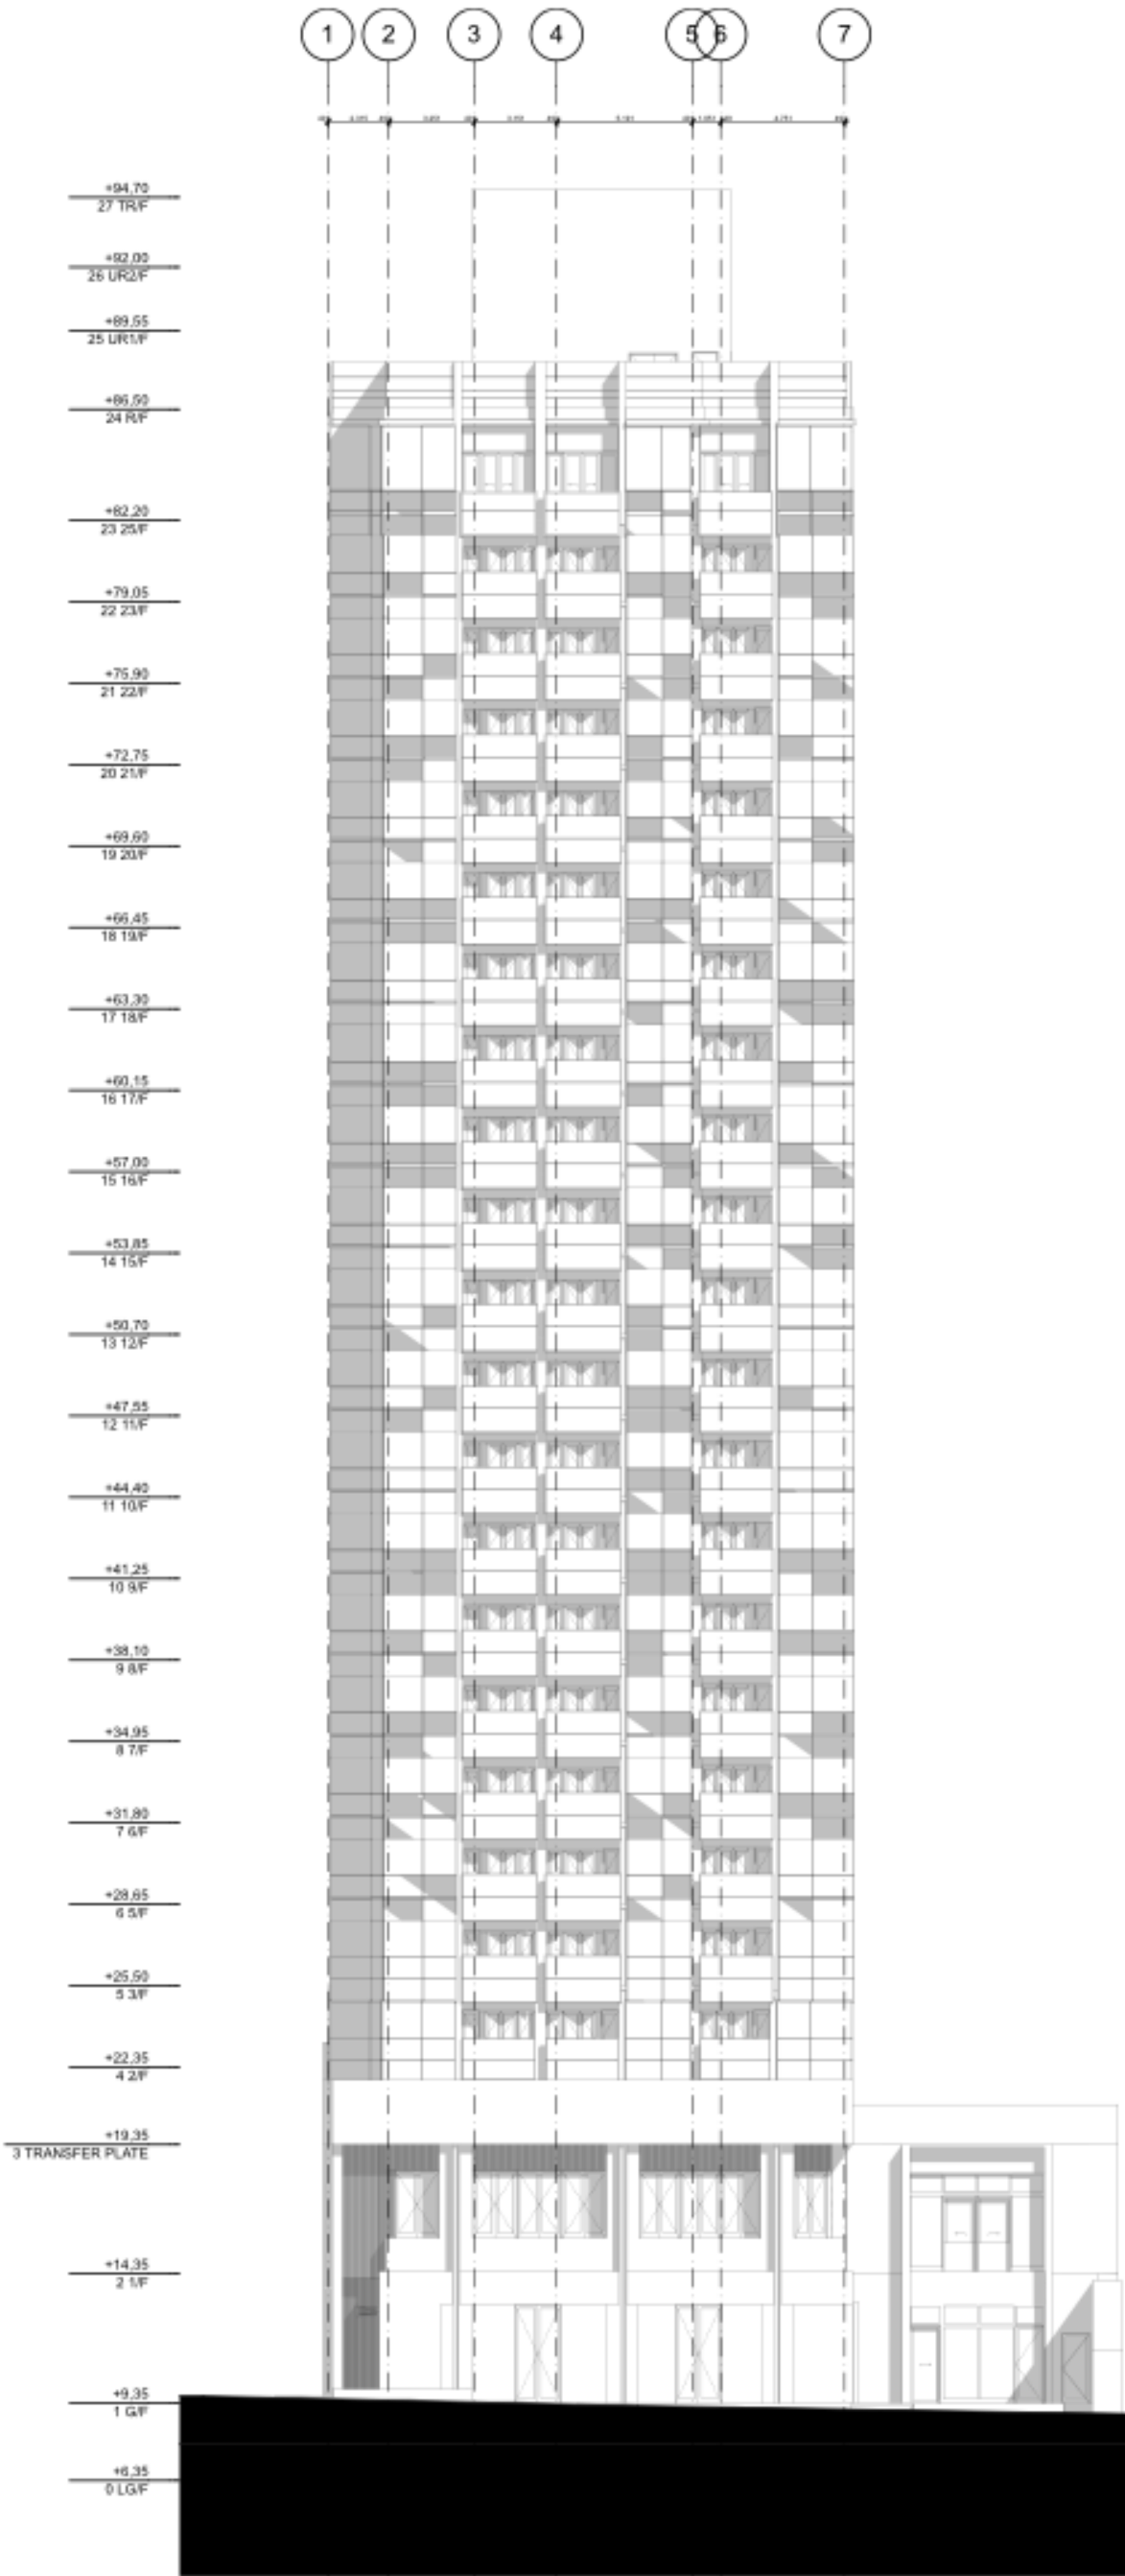 1 2 3 4 5 6 7
+94,70
27 TR/F
+92,00
26 UR2/F
+89,55
25 UR1/F
+86,50
24 R/F
+82,20
23 25/F
+79,05
22 23/F
+75,90
21 22/F
+72,75
20 21/F
+69,60
19 20/F
+66,45
18 19/F
+63,30
17 18/F
+60,15
16 17/F
+57,00
15 16/F
+53,85
14 15/F
+50,70
13 12/F
+47,55
12 11/F
+44,40
11 10/F
+41,25
10 9/F
+38,10
9 8/F
+34,95
8 7/F
+31,80
7 6/F
+28,65
6 5/F
+25,50
5 3/F
+22,35
4 2/F
+19,35
3 TRANSFER PLATE
+14,35
2 1/F
+9,35
1 G/F
+6,35
0 LG/F